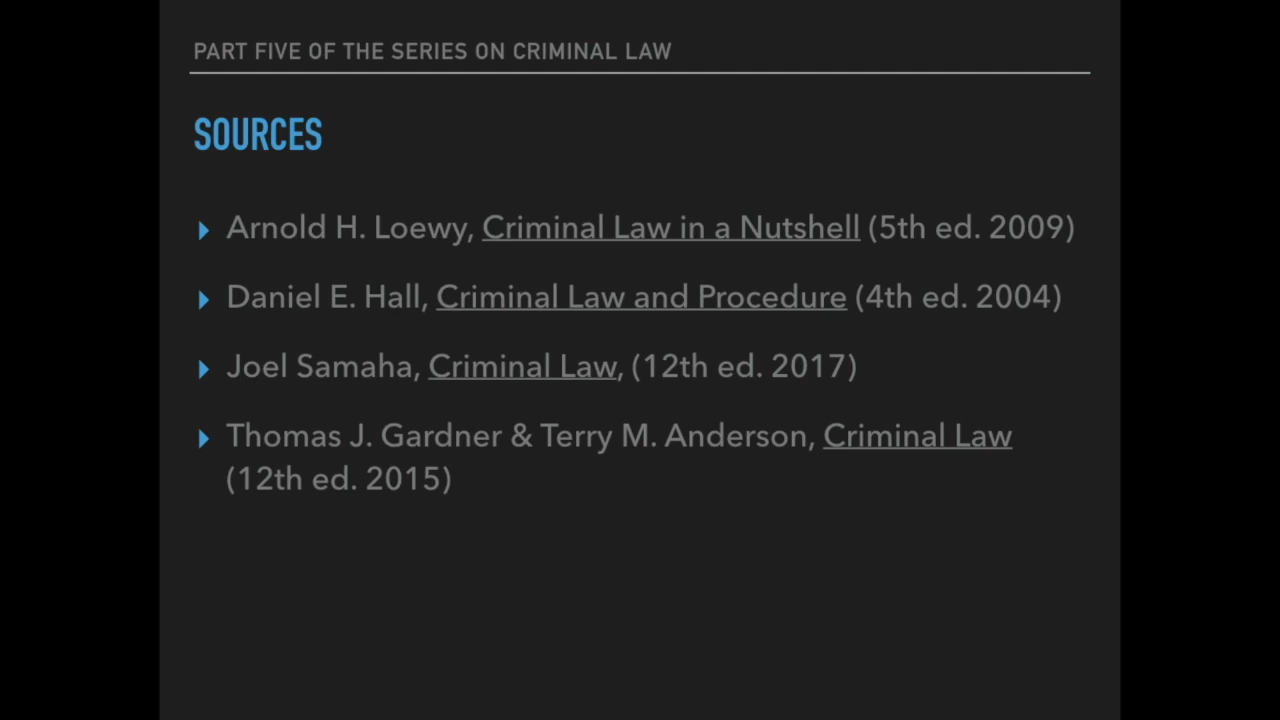 PART FIVE OF THE SERIES ON CRIMINAL LAW
SOURCES
Arnold H. Loewy, Criminal Law in a Nutshell (5th ed. 2009)
Daniel E. Hall, Criminal Law and Procedure (4th ed. 2004)
Joel Samaha, Criminal Law, (12th ed. 2017)
Thomas J. Gardner & Terry M. Anderson, Criminal Law
(12th ed. 2015)